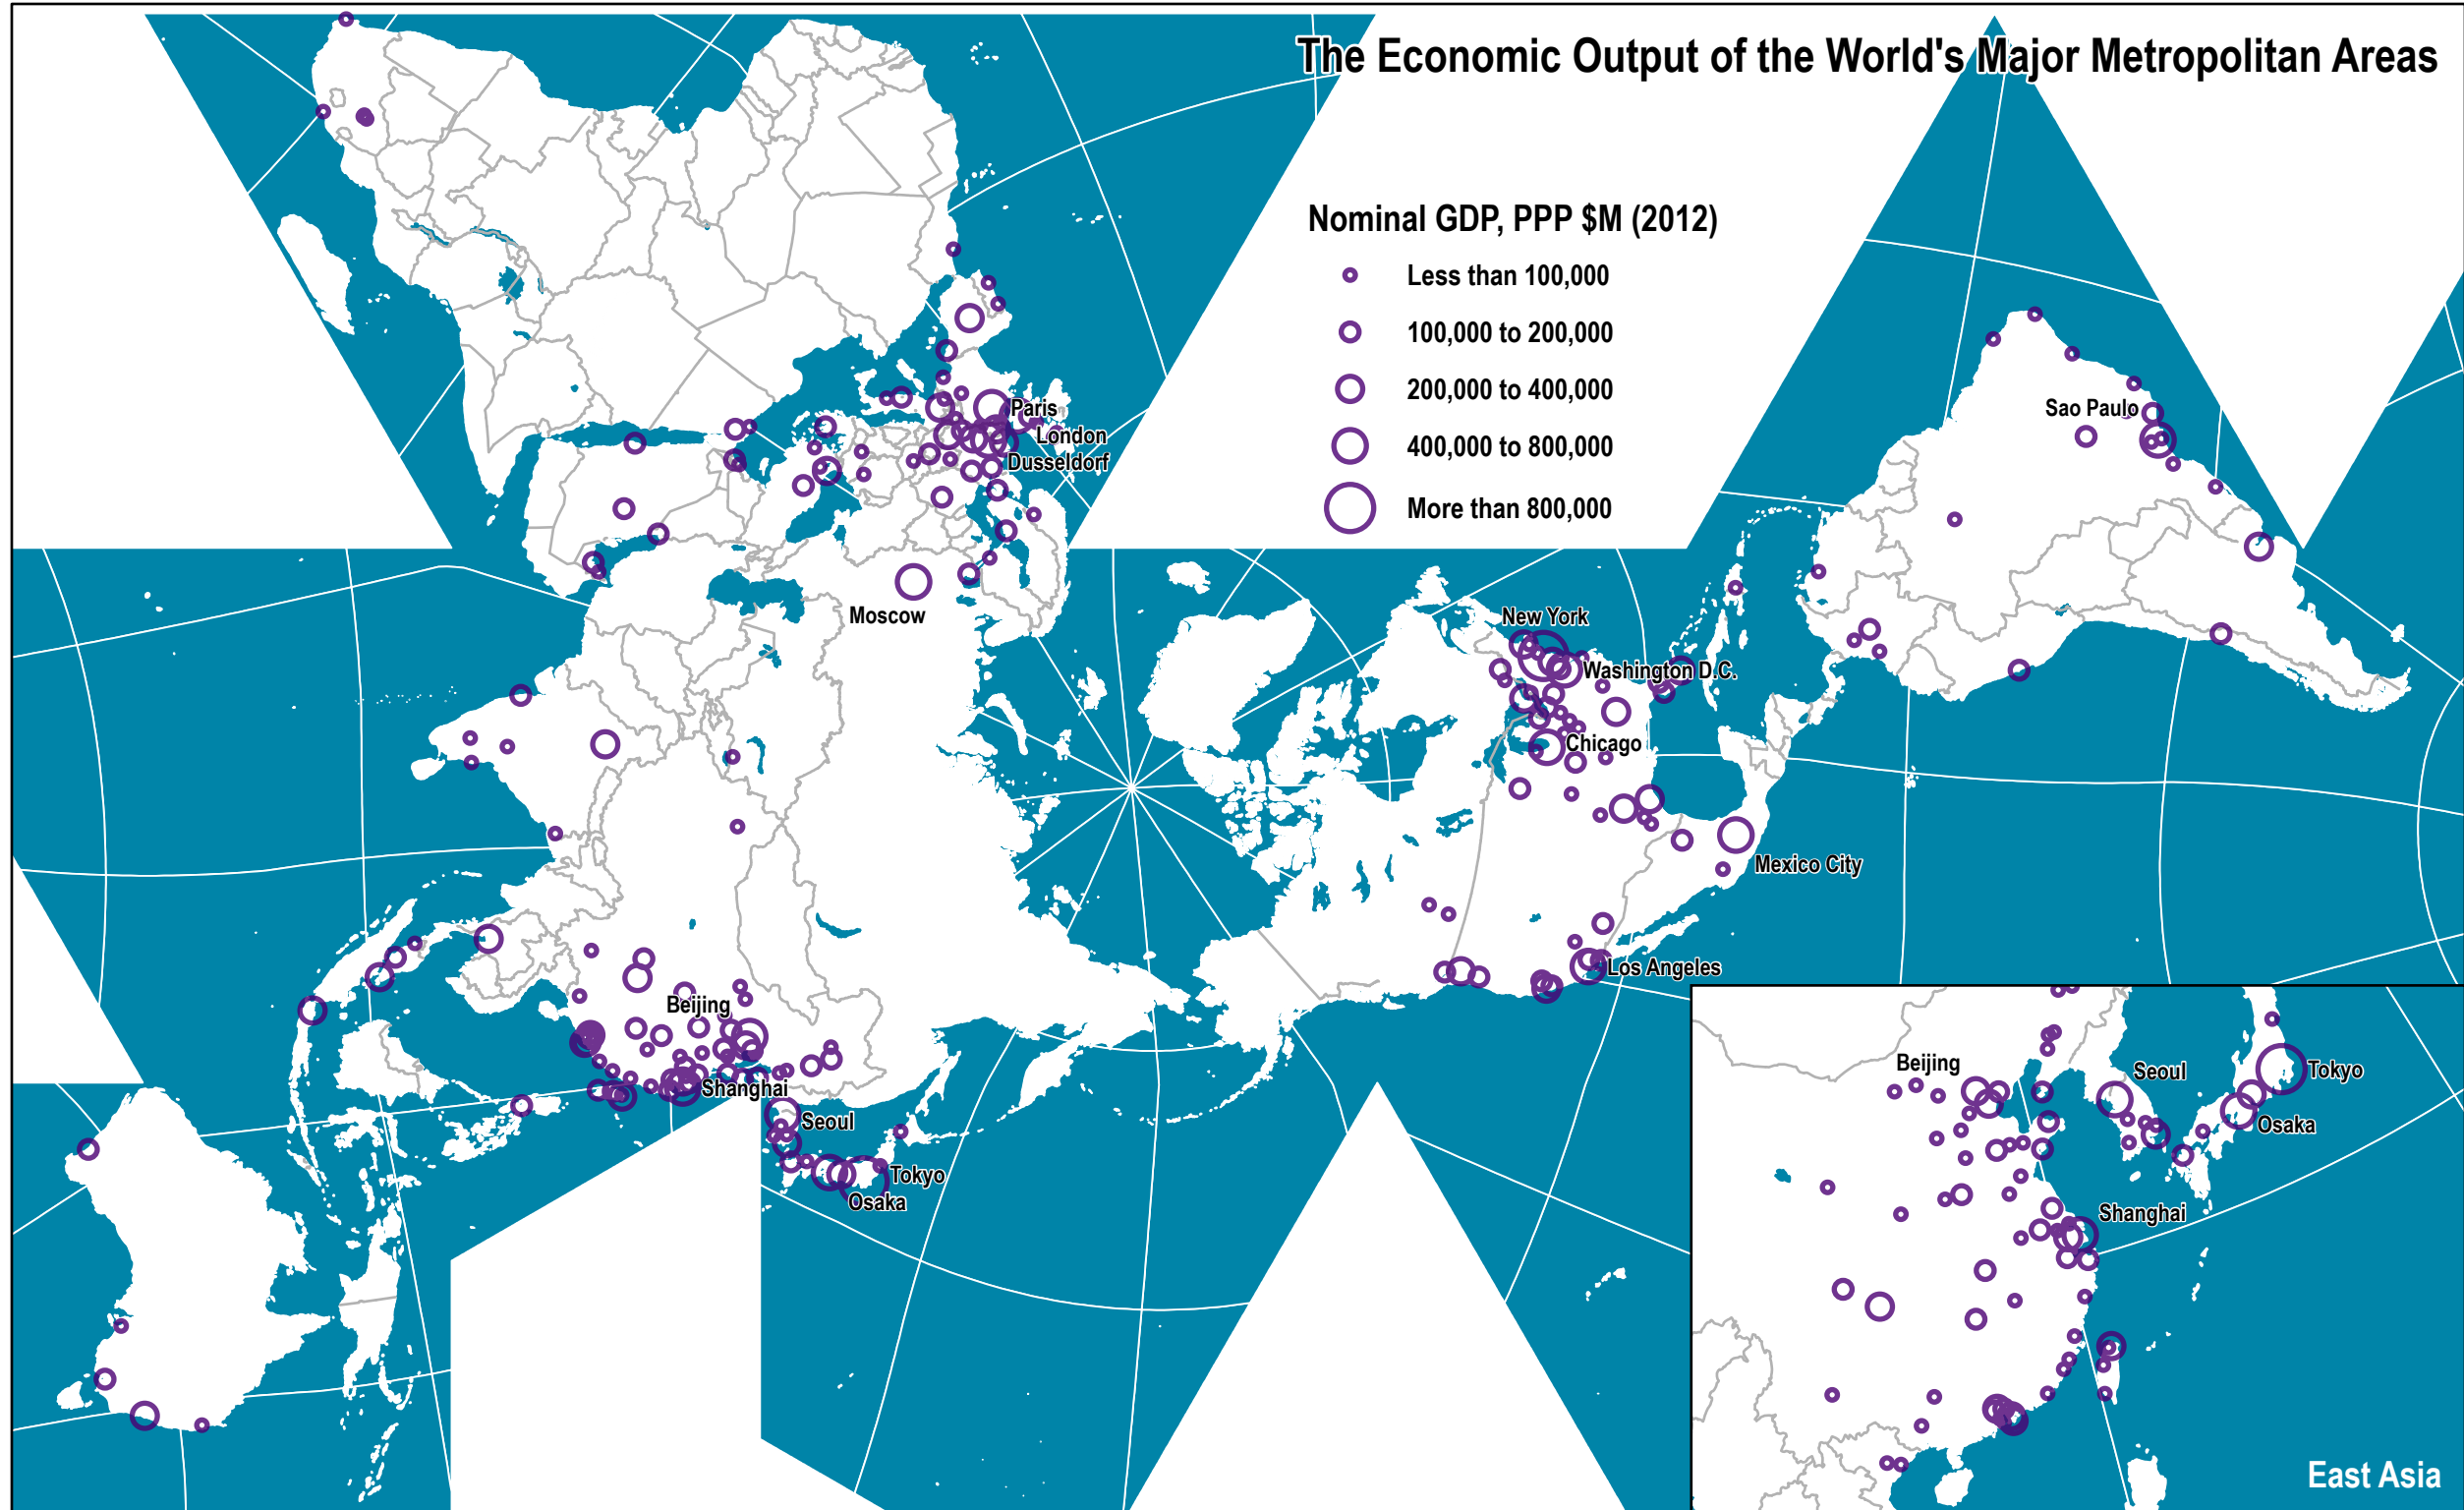 The Economic Output of the World's Major Metropolitan Areas
Nominal GDP, PPP $M (2012)
Less than 100,000
100,000 to 200,000
200,000 to 400,000
400,000 to 800,000
More than 800,000
Paris
London
Dusseldorf
Sao Paulo
Moscow
New York
Washington D.C.
Chicago
Mexico City
Los Angeles
Beijing
Shanghai
Seoul
Tokyo
Osaka
Beijing
Seoul
Tokyo
Osaka
Shanghai
East Asia